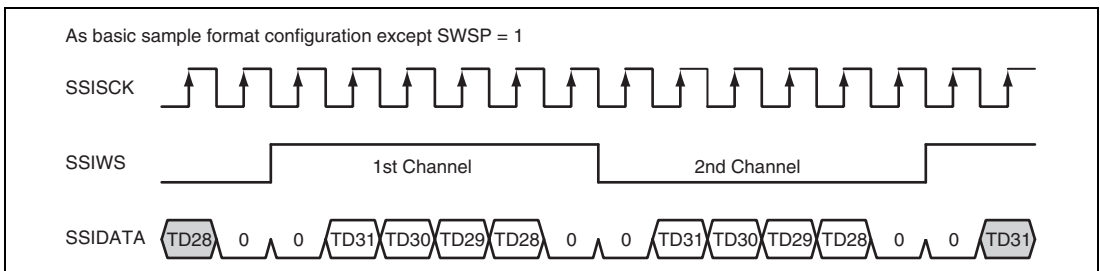 As basic sample format configuration except SWSP = 1
SSISCK
SSIWS 1st Channel 2nd Channel
SSIDATA TD28 0 0 TD31 TD30 TD29 TD28 0 0 TD31 TD30 TD29 TD28 0 0 TD31